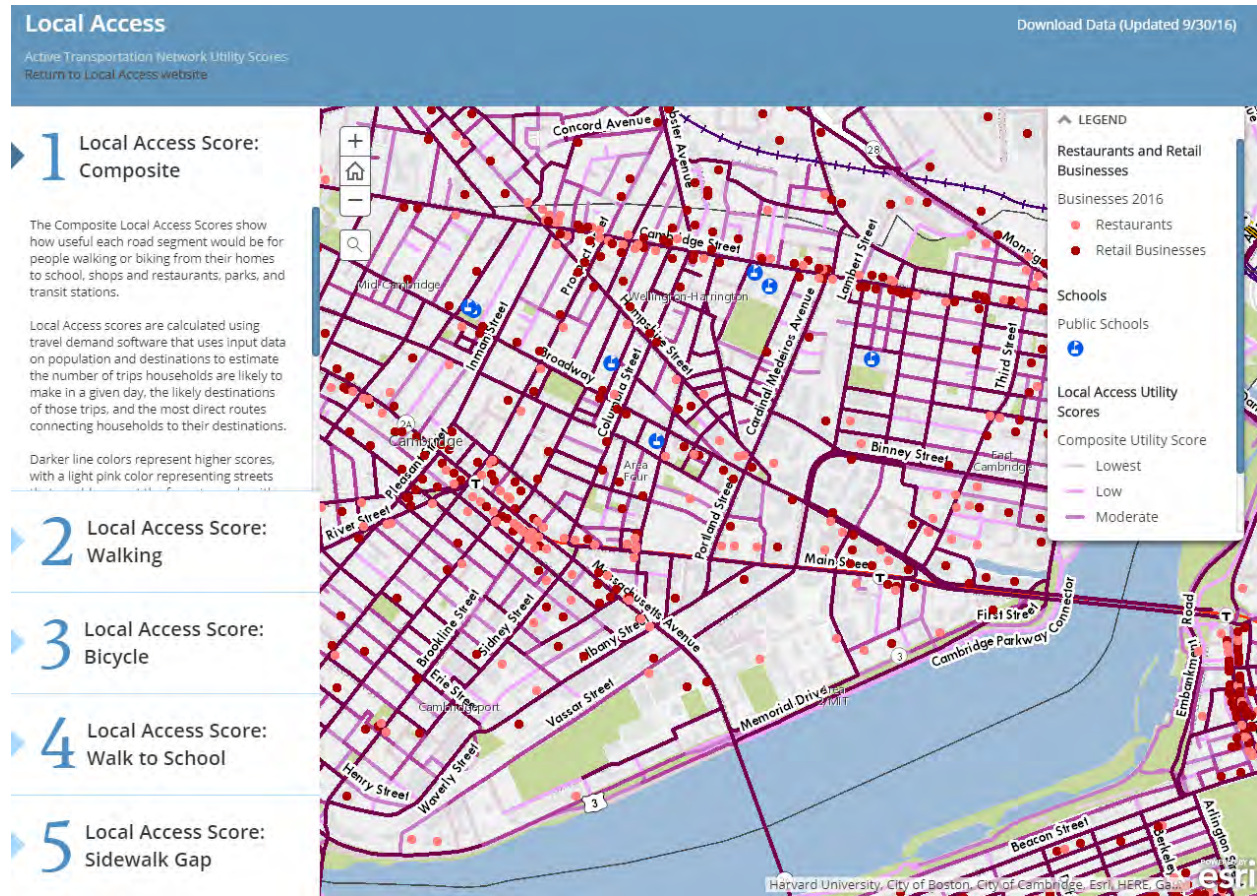 Local Access
Download Data (Updated 9/30/16)
Active Transportation Network Utility Scores
Return to Local Access website
1
Local Access Score:
Composite
The Composite Local Access Scores show
how useful each road segment would be for
people walking or biking from their homes
to school, shops and restaurants, parks, and
transit stations.
Local Access scores are calculated using
travel demand software that uses input data
on population and destinations to estimate
the number of trips households are likely to
make in a given day, the likely destinations
of those trips, and the most direct routes
connecting households to their destinations.
Darker line colors represent higher scores,
with a light pink color representing streets
2
Local Access Score:
Walking
3
Local Access Score:
Bicycle
4
Local Access Score:
Walk to School
5
Local Access Score:
Sidewalk Gap
+
−
Concord Avenue
28
Cambridge Street
Lambert Street
Mid-Cambridge
Wellington-Harrington
Hampshire Street
Inman Street
Broadway
Columbia Street
Cardinal Medeiros Avenue
Third Street
2A
Cambridge
Pleasant Street
Area
Four
Binney Street
East
Cambridge
T
River Street
Portland Street
Main Street
T
Massachusetts Avenue
First Street
Cambridge Parkway Connector
T
Brookline Street
Sidney Street
Albany Street
3
Erie Street
Vassar Street
Cambridgeport
Memorial Drive
Embankment Road
Henry Street
Waverly Street
3
Beacon Street
Berkeley
Arlington
LEGEND
Restaurants and Retail
Businesses
Businesses 2016
Restaurants
Retail Businesses
Schools
Public Schools
Local Access Utility
Scores
Composite Utility Score
Lowest
Low
Moderate
Harvard University, City of Boston, City of Cambridge, Esri, HERE,
POWERED BY
esri